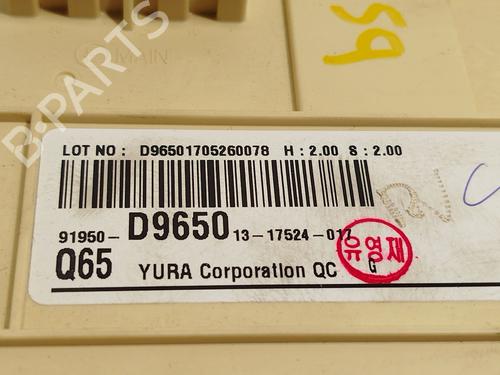 B-PARTS
MAIN
59
LOT NO : D96501705260078 H : 2.00 S : 2.00
91950- D9650 13-17524-017
Q65 YURA Corporation QC G
유영재